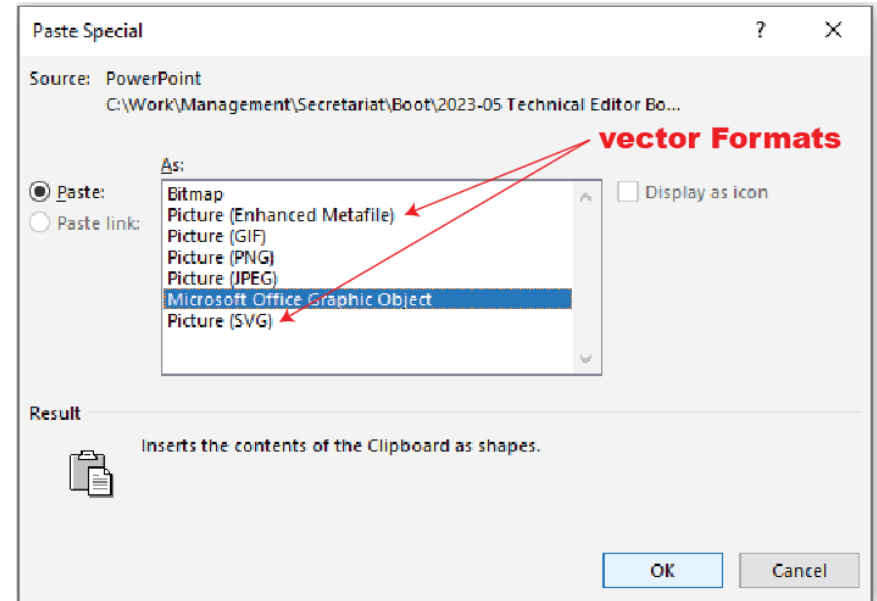 Paste Special
?
Source: PowerPoint
C:\Work\Management\Secretariat\Boot\2023-05 Technical Editor Bo...
vector Formats
As:
Paste:
Paste link:
Bitmap
Picture (Enhanced Metafile)
Picture (GIF)
Picture (PNG)
Picture (JPEG)
Microsoft Office Graphic Object
Picture (SVG)
Display as icon
Result
Inserts the contents of the Clipboard as shapes.
OK
Cancel